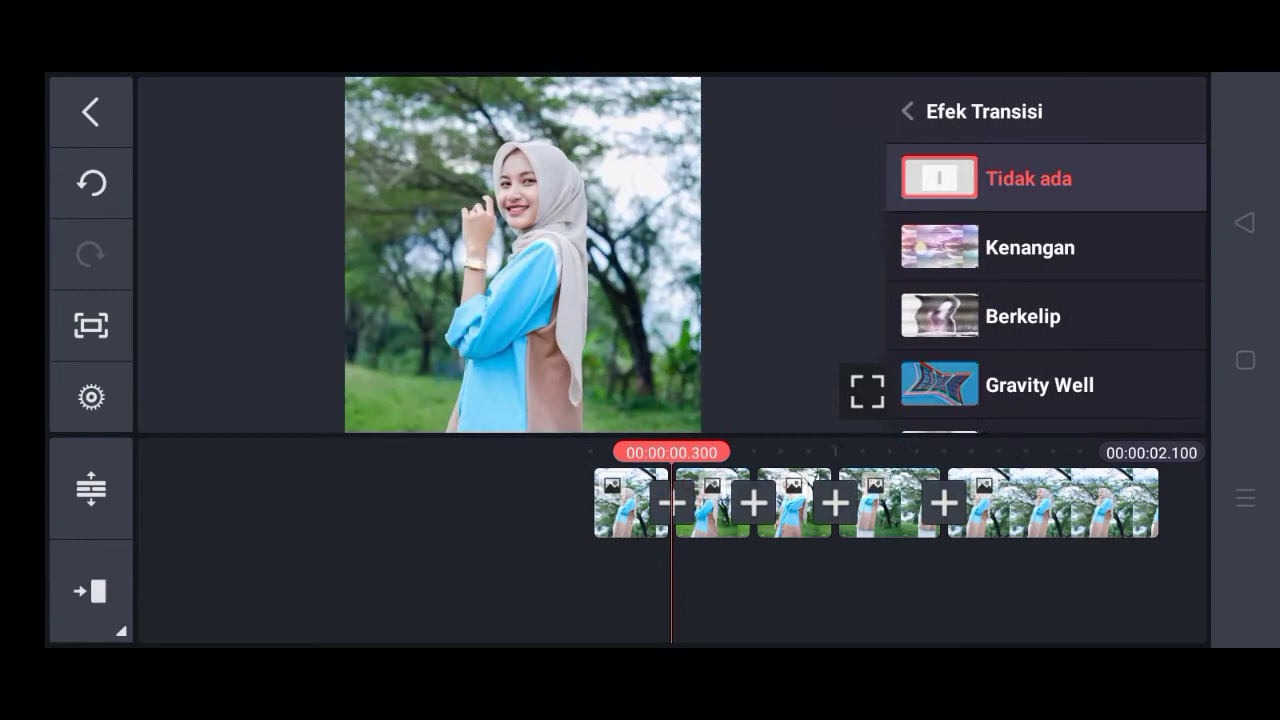 Efek Transisi
Tidak ada
Kenangan
Berkelip
Gravity Well
00:00:00.300
00:00:02.100